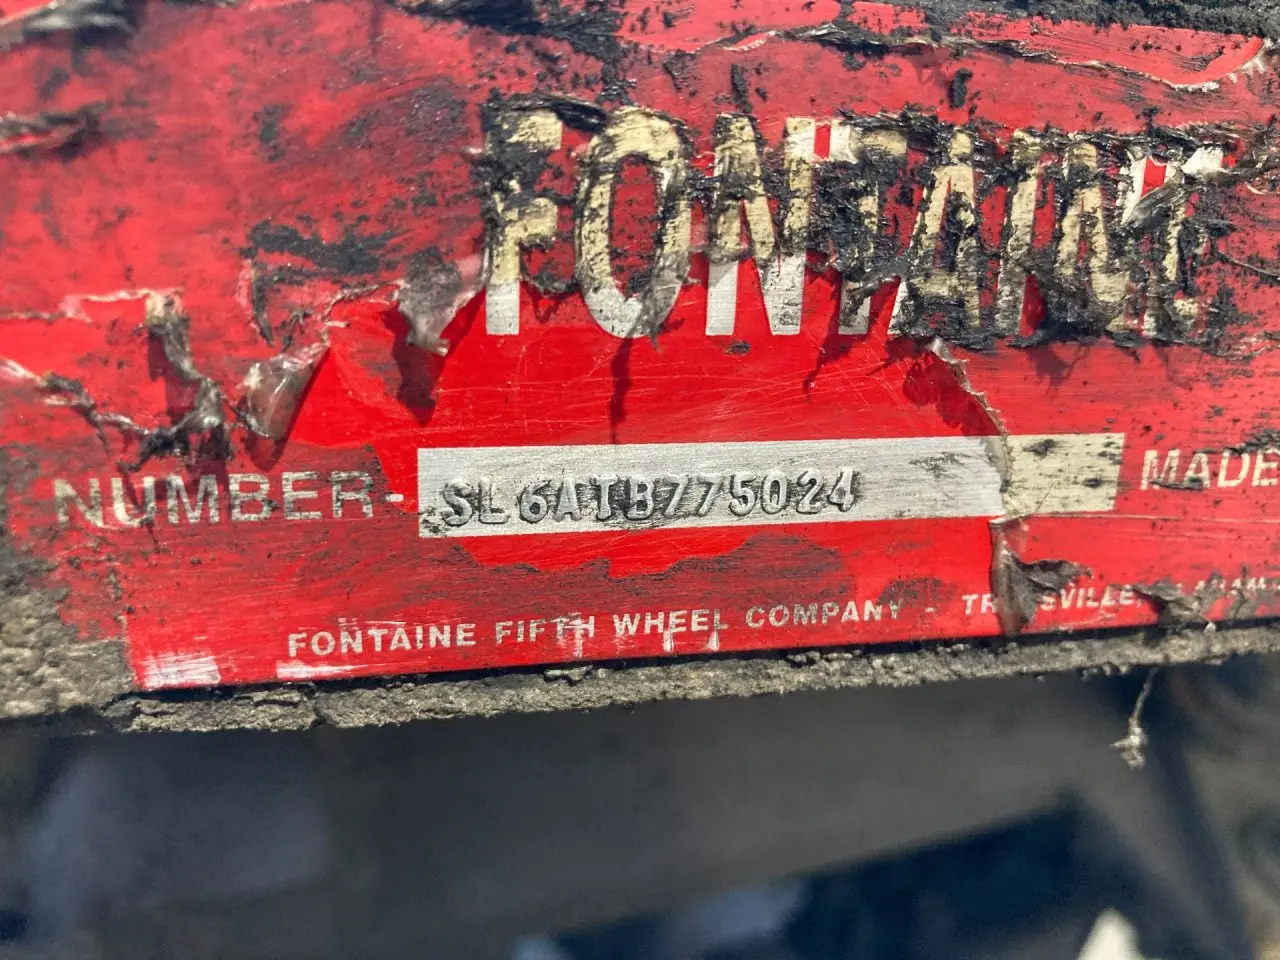 FONTAINE
NUMBER- SL6ATB775024 MADE
FONTAINE FIFTH WHEEL COMPANY -